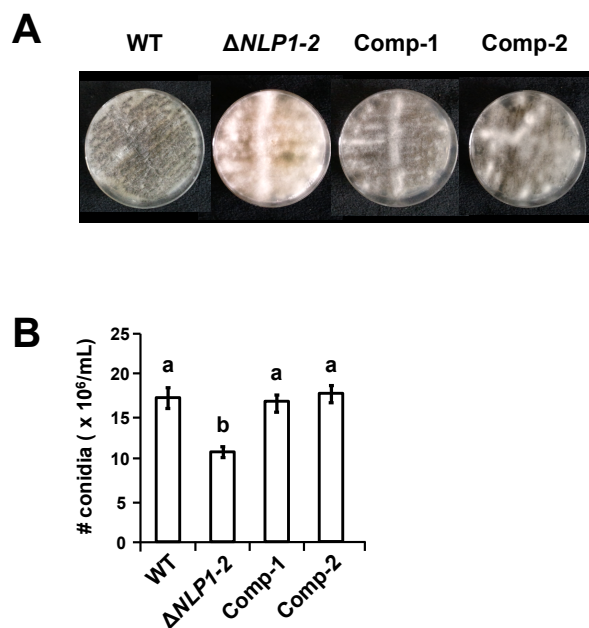 A
WT ΔNLP1-2 Comp-1 Comp-2
B
# conidia ( x 10⁶/mL)
25
20
15
10
5
0
a
b
a
a
WT ΔNLP1-2 Comp-1 Comp-2